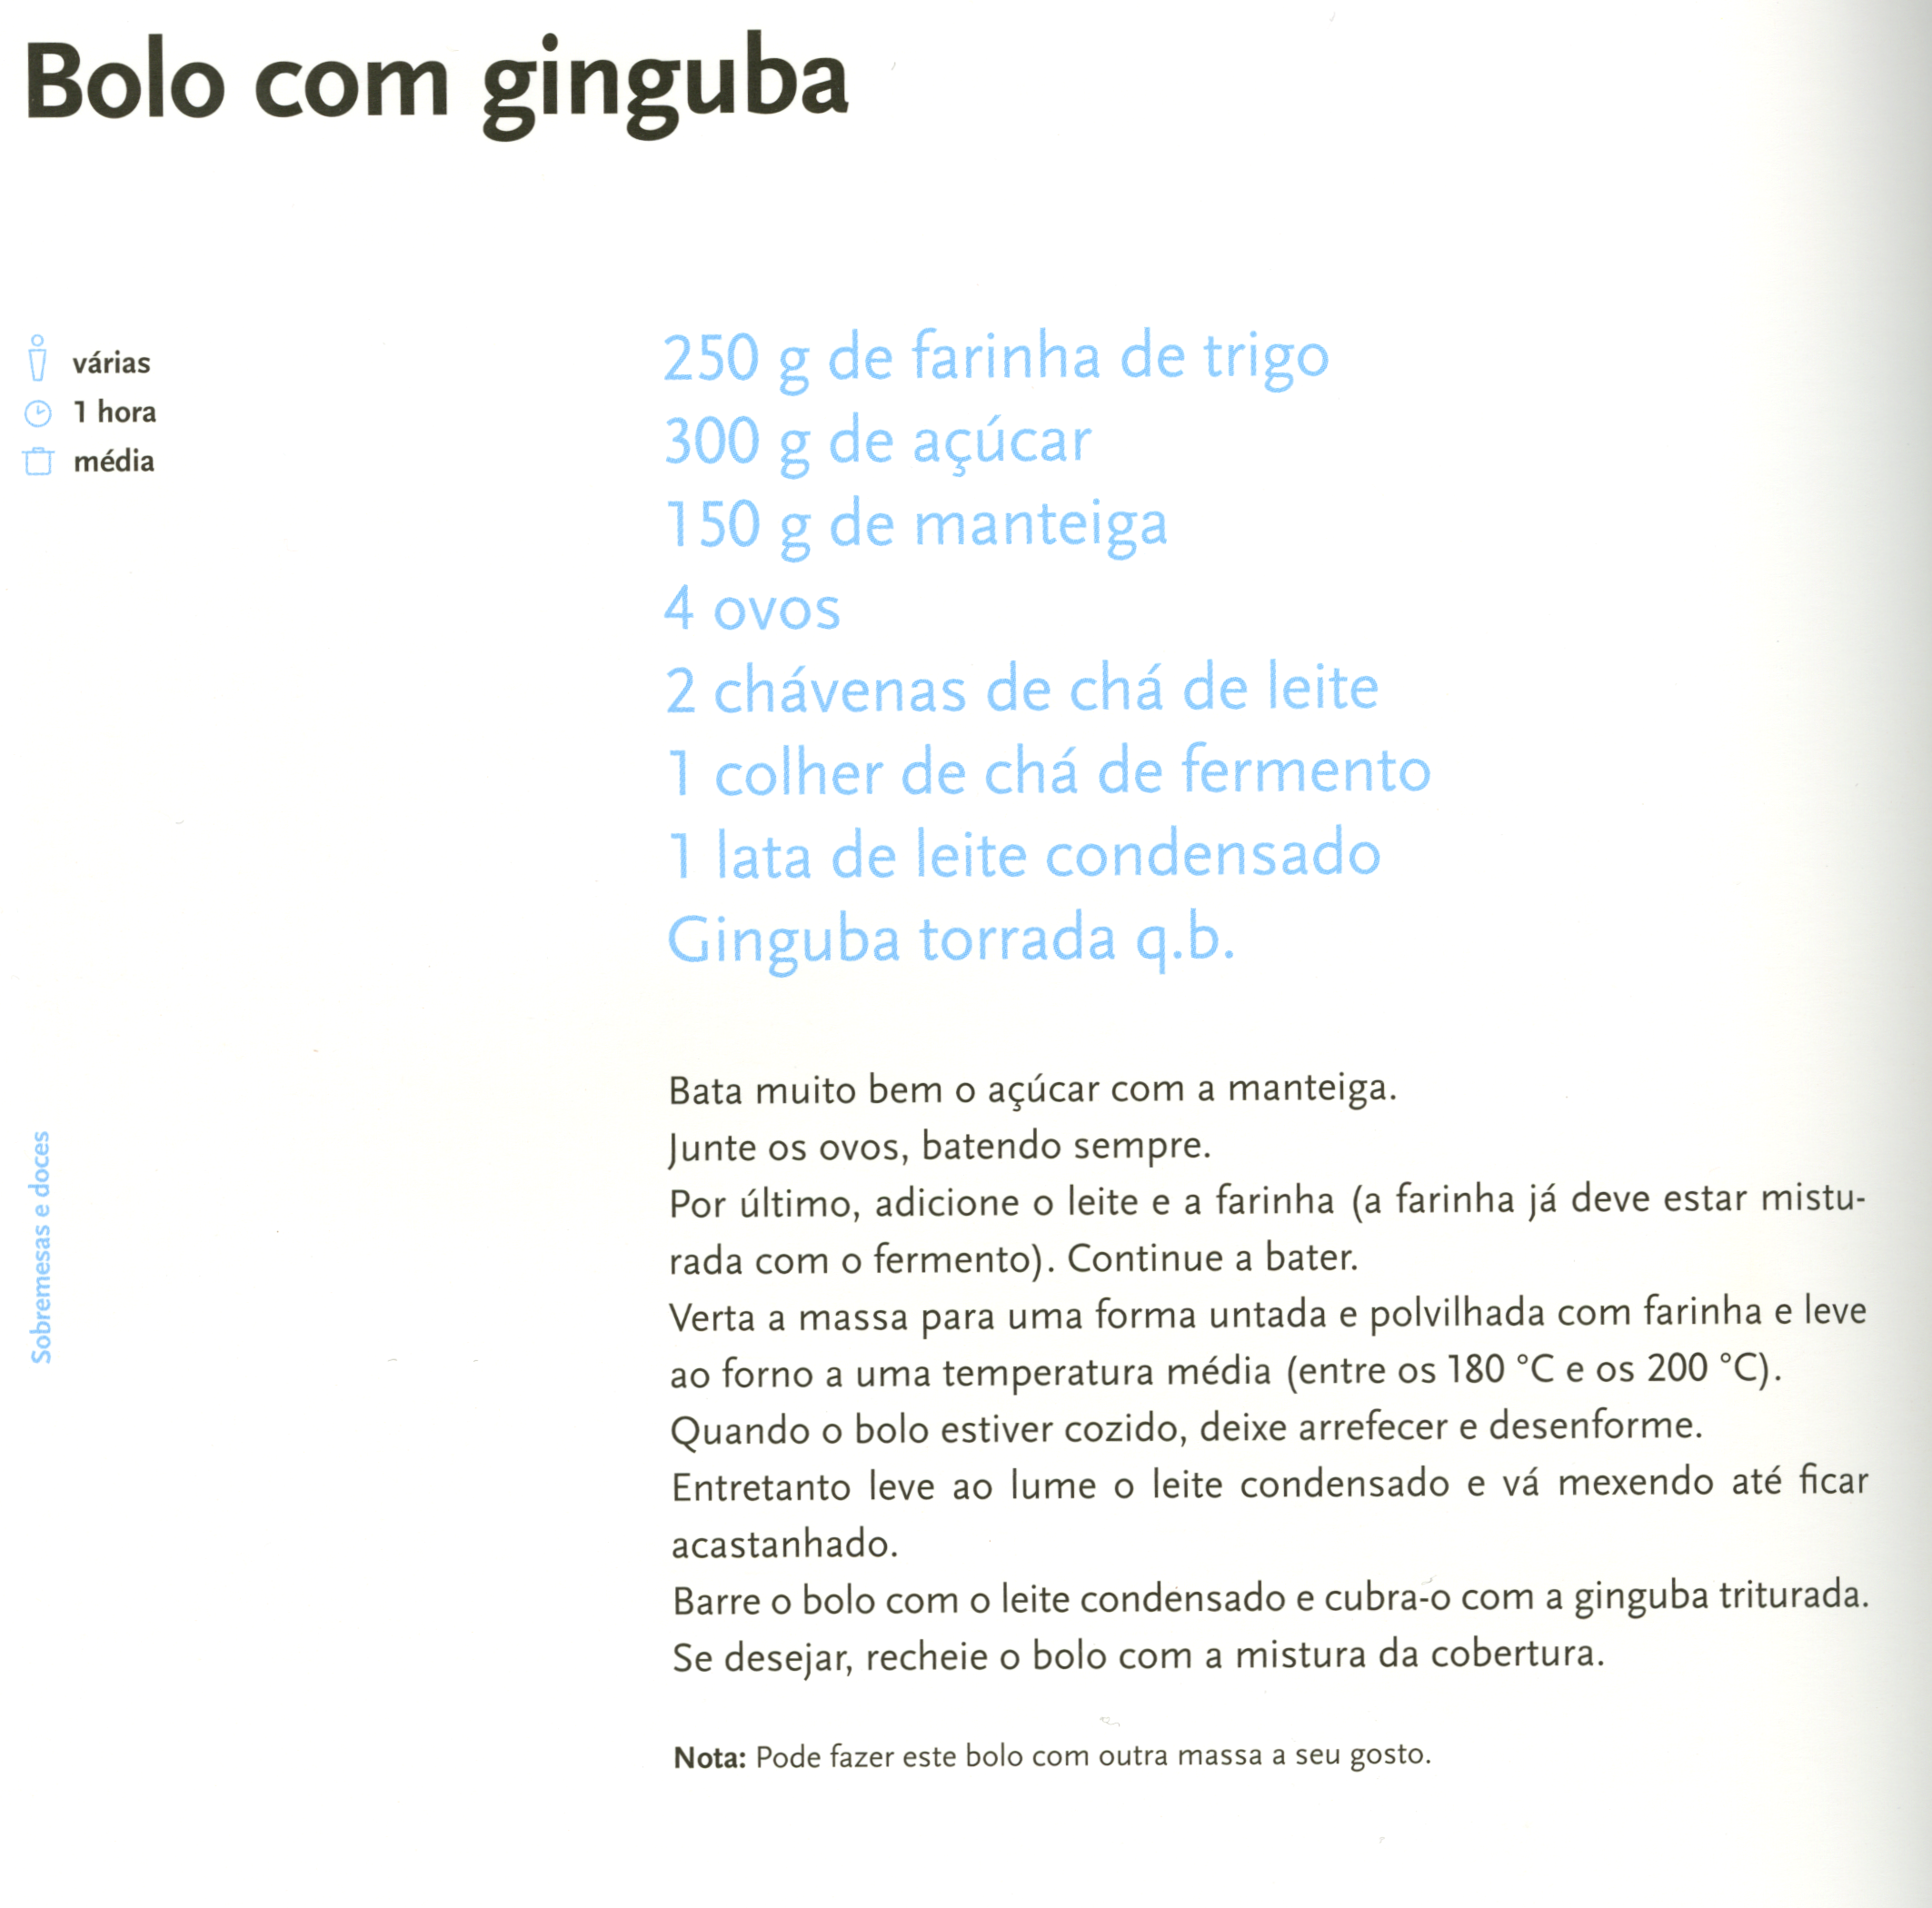 Bolo com ginguba
várias
1 hora
média
250 g de farinha de trigo
300 g de açúcar
150 g de manteiga
4 ovos
2 chávenas de chá de leite
1 colher de chá de fermento
1 lata de leite condensado
Ginguba torrada q.b.
Bata muito bem o açúcar com a manteiga.
Junte os ovos, batendo sempre.
Por último, adicione o leite e a farinha (a farinha já deve estar mistu-
rada com o fermento). Continue a bater.
Verta a massa para uma forma untada e polvilhada com farinha e leve
ao forno a uma temperatura média (entre os 180 °C e os 200 °C).
Quando o bolo estiver cozido, deixe arrefecer e desenforme.
Entretanto leve ao lume o leite condensado e vá mexendo até ficar
acastanhado.
Barre o bolo com o leite condensado e cubra-o com a ginguba triturada.
Se desejar, recheie o bolo com a mistura da cobertura.
Nota: Pode fazer este bolo com outra massa a seu gosto.
Sobremesas e doces